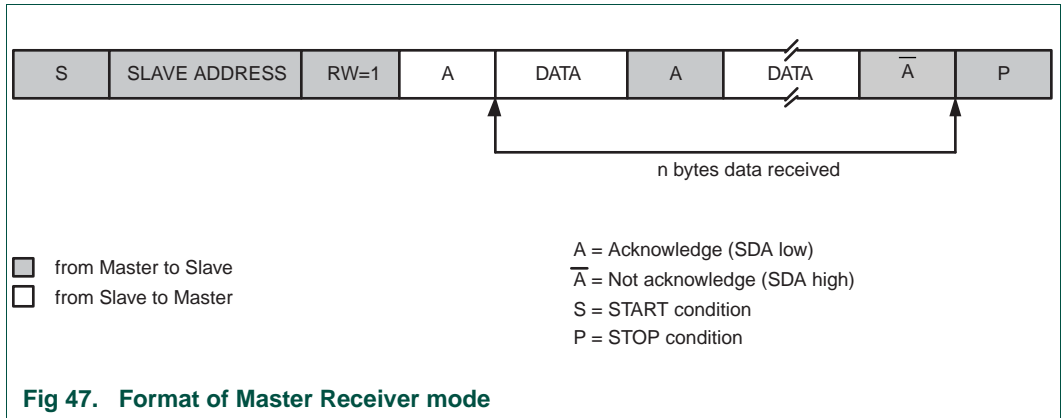 S SLAVE ADDRESS RW=1 A DATA A DATA A̅ P
n bytes data received
from Master to Slave
from Slave to Master
A = Acknowledge (SDA low)
A̅ = Not acknowledge (SDA high)
S = START condition
P = STOP condition
Fig 47. Format of Master Receiver mode